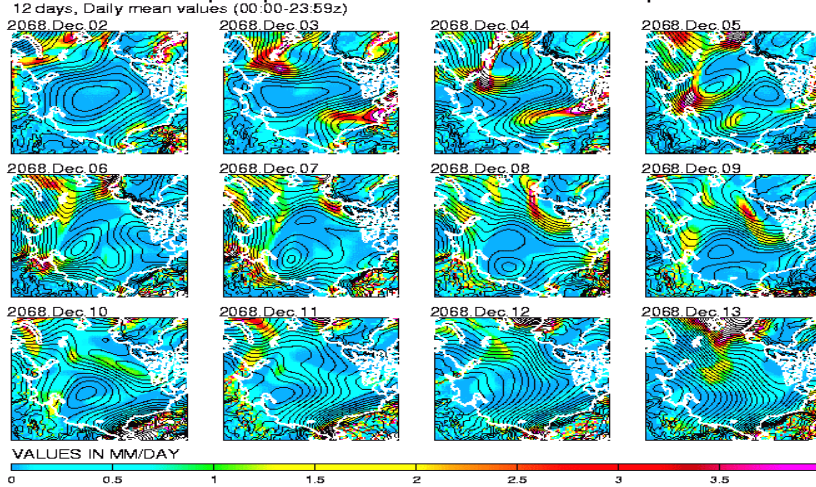 12 days, Daily mean values (00:00-23:59z)
2068 Dec 02 2068 Dec 03 2068 Dec 04 2068 Dec 05
2068 Dec 06 2068 Dec 07 2068 Dec 08 2068 Dec 09
2068 Dec 10 2068 Dec 11 2068 Dec 12 2068 Dec 13
VALUES IN MM/DAY
0 0.5 1 1.5 2 2.5 3 3.5